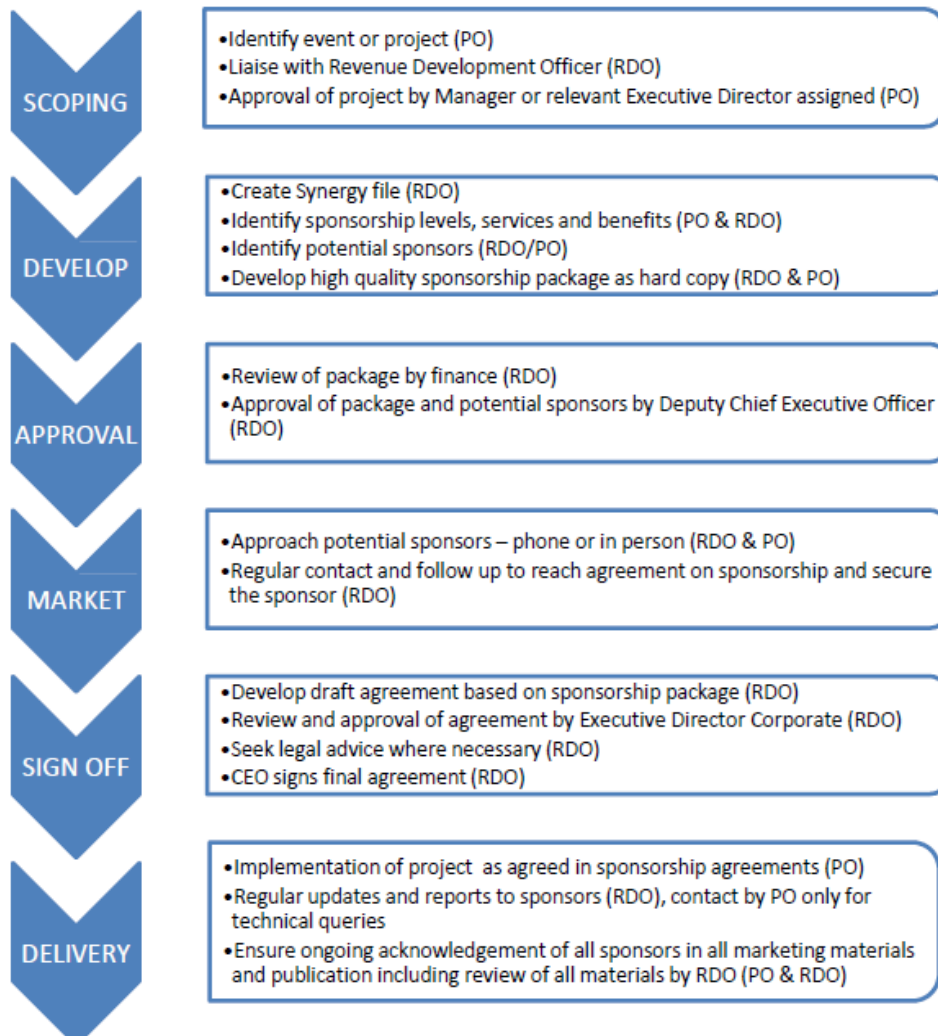 SCOPING
•Identify event or project (PO)
•Liaise with Revenue Development Officer (RDO)
•Approval of project by Manager or relevant Executive Director assigned (PO)
DEVELOP
•Create Synergy file (RDO)
•Identify sponsorship levels, services and benefits (PO & RDO)
•Identify potential sponsors (RDO/PO)
•Develop high quality sponsorship package as hard copy (RDO & PO)
APPROVAL
•Review of package by finance (RDO)
•Approval of package and potential sponsors by Deputy Chief Executive Officer
(RDO)
MARKET
•Approach potential sponsors – phone or in person (RDO & PO)
•Regular contact and follow up to reach agreement on sponsorship and secure
the sponsor (RDO)
SIGN OFF
•Develop draft agreement based on sponsorship package (RDO)
•Review and approval of agreement by Executive Director Corporate (RDO)
•Seek legal advice where necessary (RDO)
•CEO signs final agreement (RDO)
DELIVERY
•Implementation of project as agreed in sponsorship agreements (PO)
•Regular updates and reports to sponsors (RDO), contact by PO only for
technical queries
•Ensure ongoing acknowledgement of all sponsors in all marketing materials
and publication including review of all materials by RDO (PO & RDO)